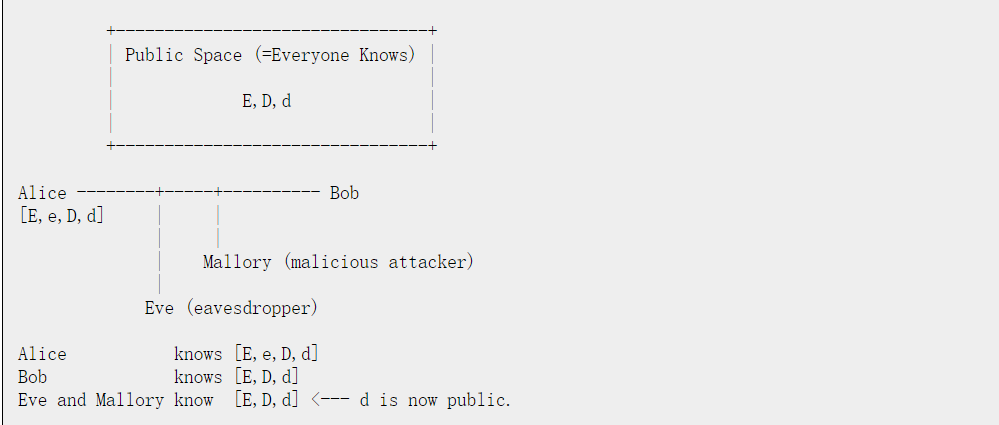 +--------------------------------+
| Public Space (=Everyone Knows) |
|                                |
|            E,D,d               |
|                                |
+--------------------------------+
Alice --------+-----+---------- Bob
[E,e,D,d]     |     |
              |     |
              |    Mallory (malicious attacker)
              |
             Eve (eavesdropper)
Alice           knows [E,e,D,d]
Bob             knows [E,D,d]
Eve and Mallory know  [E,D,d] <--- d is now public.